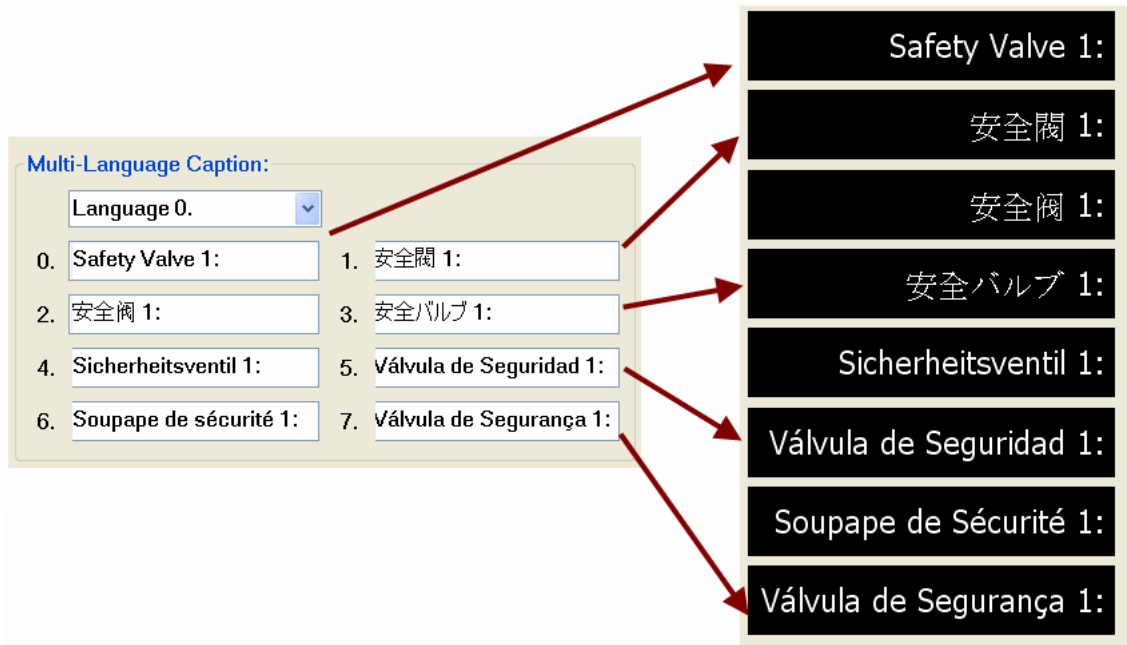 Multi-Language Caption:
Language 0.
0. Safety Valve 1:
1. 安全閥 1:
2. 安全阀 1:
3. 安全バルブ 1:
4. Sicherheitsventil 1:
5. Válvula de Seguridad 1:
6. Soupape de sécurité 1:
7. Válvula de Segurança 1:
Safety Valve 1:
安全閥 1:
安全阀 1:
安全バルブ 1:
Sicherheitsventil 1:
Válvula de Seguridad 1:
Soupape de Sécurité 1:
Válvula de Segurança 1: